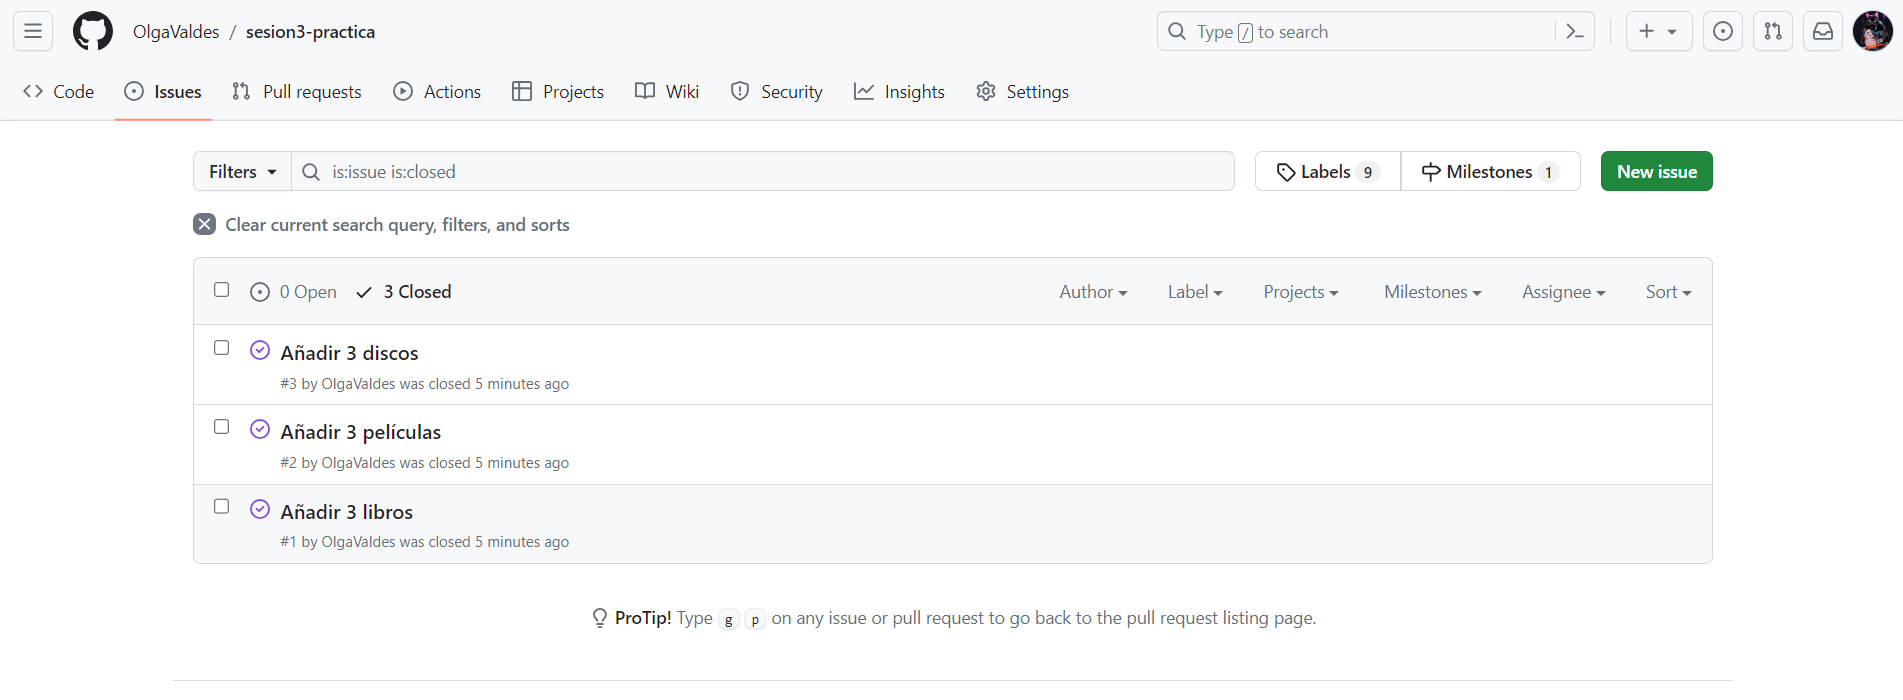 OlgaValdes / sesion3-practica
Type / to search
Code Issues Pull requests Actions Projects Wiki Security Insights Settings
Filters is:issue is:closed Labels 9 Milestones 1 New issue
Clear current search query, filters, and sorts
0 Open 3 Closed Author Label Projects Milestones Assignee Sort
Añadir 3 discos
#3 by OlgaValdes was closed 5 minutes ago
Añadir 3 películas
#2 by OlgaValdes was closed 5 minutes ago
Añadir 3 libros
#1 by OlgaValdes was closed 5 minutes ago
ProTip! Type g p on any issue or pull request to go back to the pull request listing page.